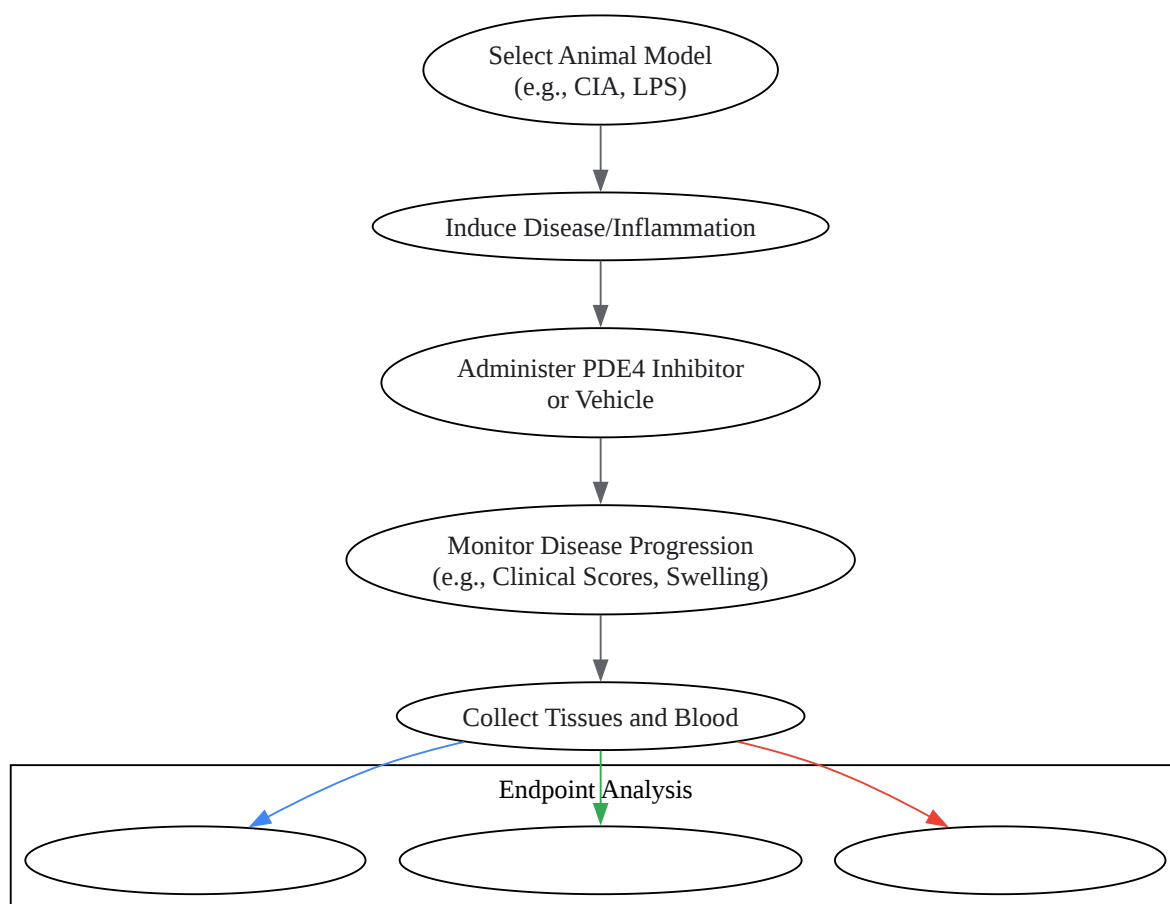 Select Animal Model
(e.g., CIA, LPS)
Induce Disease/Inflammation
Administer PDE4 Inhibitor
or Vehicle
Monitor Disease Progression
(e.g., Clinical Scores, Swelling)
Collect Tissues and Blood
Endpoint Analysis